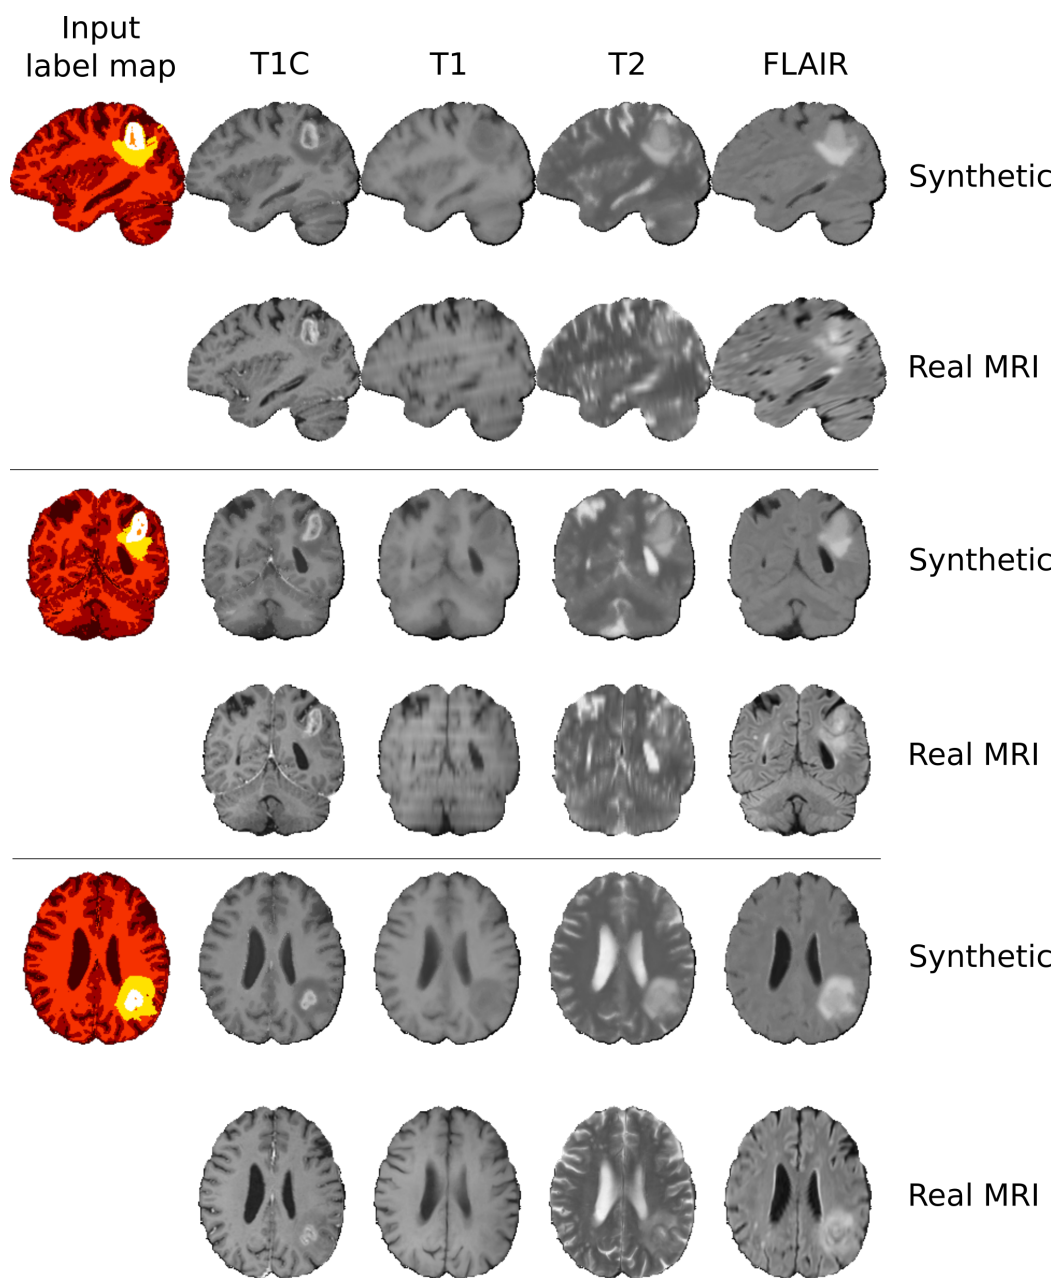 Input
label map
T1C
T1
T2
FLAIR
Synthetic
Real MRI
Synthetic
Real MRI
Synthetic
Real MRI